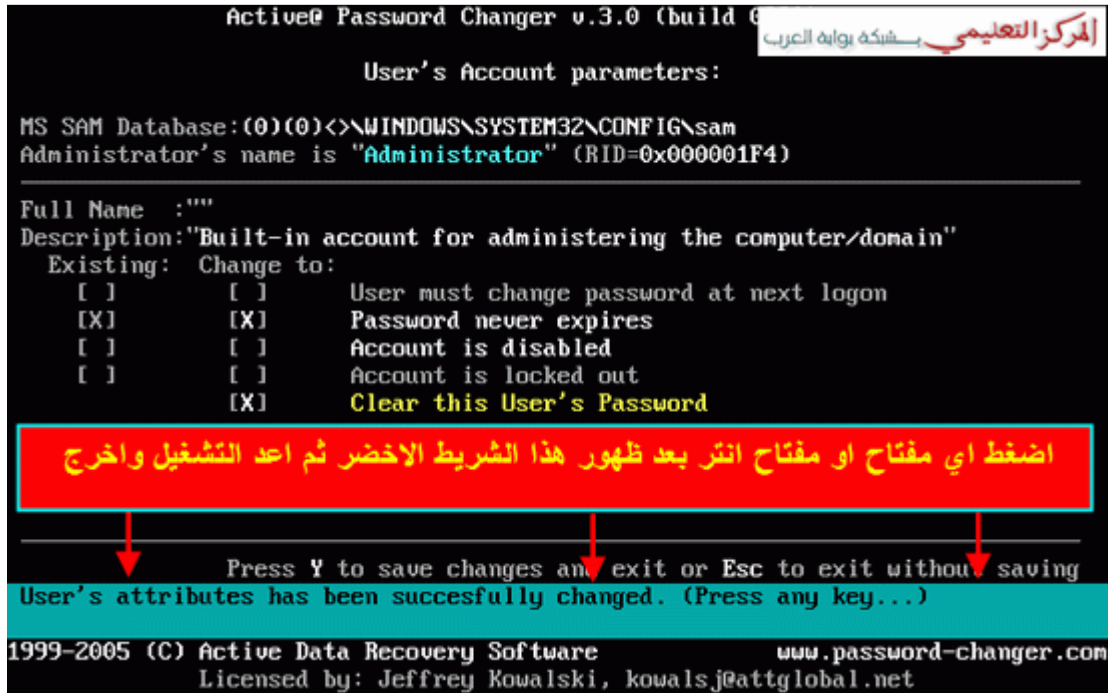 Active@ Password Changer v.3.0 (build
المركز التعليمي بــشبكة بوابة العرب
User's Account parameters:
MS SAM Database:(0)(0)<>\WINDOWS\SYSTEM32\CONFIG\sam
Administrator's name is "Administrator" (RID=0x000001F4)
Full Name :""
Description:"Built-in account for administering the computer/domain"
Existing: Change to:
[ ] [ ] User must change password at next logon
[X] [X] Password never expires
[ ] [ ] Account is disabled
[ ] [ ] Account is locked out
[X] Clear this User's Password
اضغط اي مفتاح او مفتاح انتر بعد ظهور هذا الشريط الاخضر ثم اعد التشغيل واخرج
Press Y to save changes and exit or Esc to exit without saving
User's attributes has been succesfully changed. (Press any key...)
1999-2005 (C) Active Data Recovery Software www.password-changer.com
Licensed by: Jeffrey Kowalski, kowalsj@attglobal.net